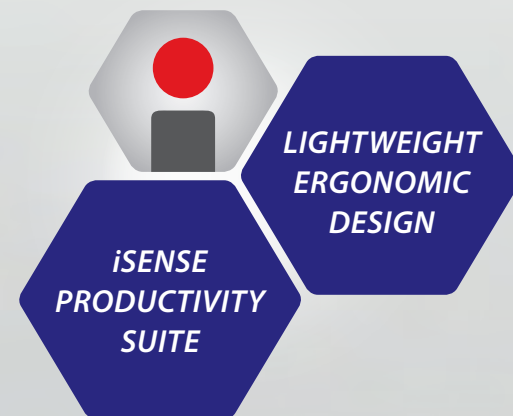 LIGHTWEIGHT
ERGONOMIC
DESIGN
iSENSE
PRODUCTIVITY
SUITE